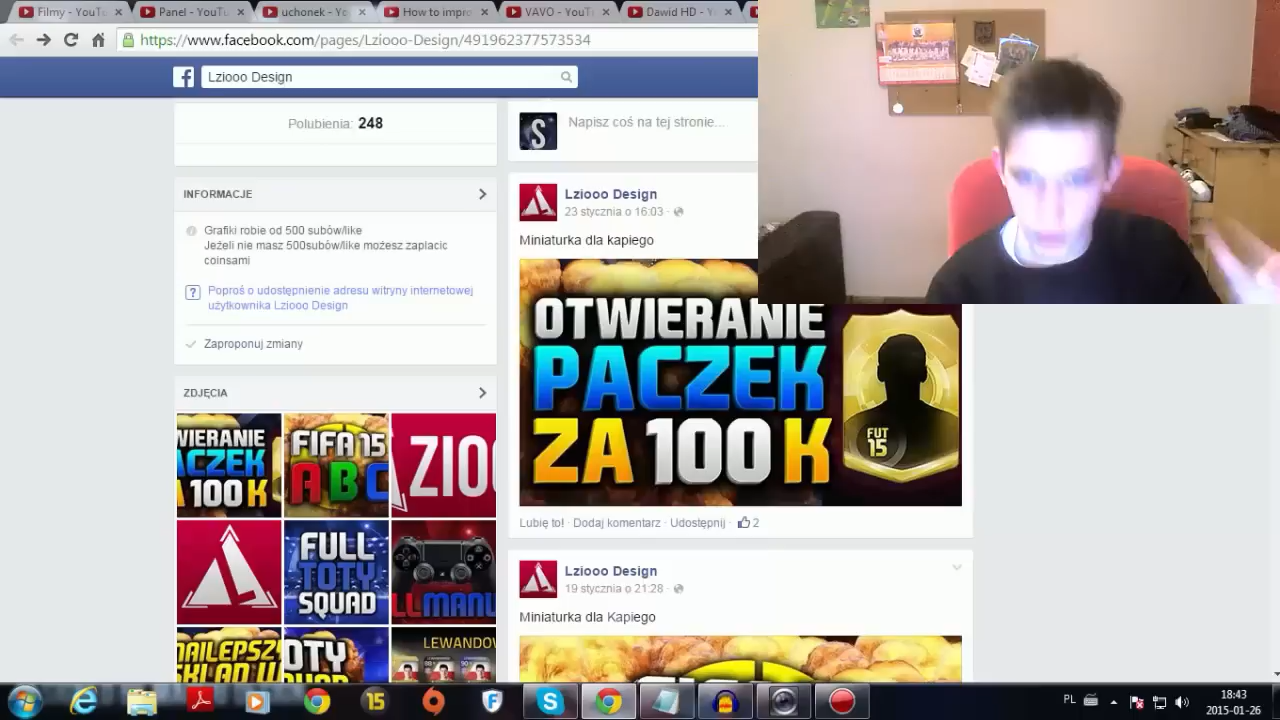 Filmy - YouTu
Panel - YouTu
uchonek - Yo
How to impro
VAVO - YouT
Dawid HD - Y
https://www.facebook.com/pages/Lziooo-Design/491962377573534
Lziooo Design
Polubienia: 248
INFORMACJE
Grafiki robie od 500 subów/like
Jeżeli nie masz 500subów/like możesz zaplacic
coinsami
Poproś o udostępnienie adresu witryny internetowej
użytkownika Lziooo Design
Zaproponuj zmiany
ZDJĘCIA
WIERANIE
ACZEK
100 K
FIFA 15
ABC
ZIO
FULL
TOTY
SQUAD
LLMANU
NAJLEPSZ
SKŁAD W
OTY
LEWANDOW
S Napisz coś na tej stronie...
Lziooo Design
23 stycznia o 16:03
Miniaturka dla kapiego
OTWIERANIE
PACZEK
ZA 100 K
FUT
15
Lubię to! · Dodaj komentarz · Udostępnij · 2
Lziooo Design
19 stycznia o 21:28
Miniaturka dla Kapiego
15
PL
18:43
2015-01-26